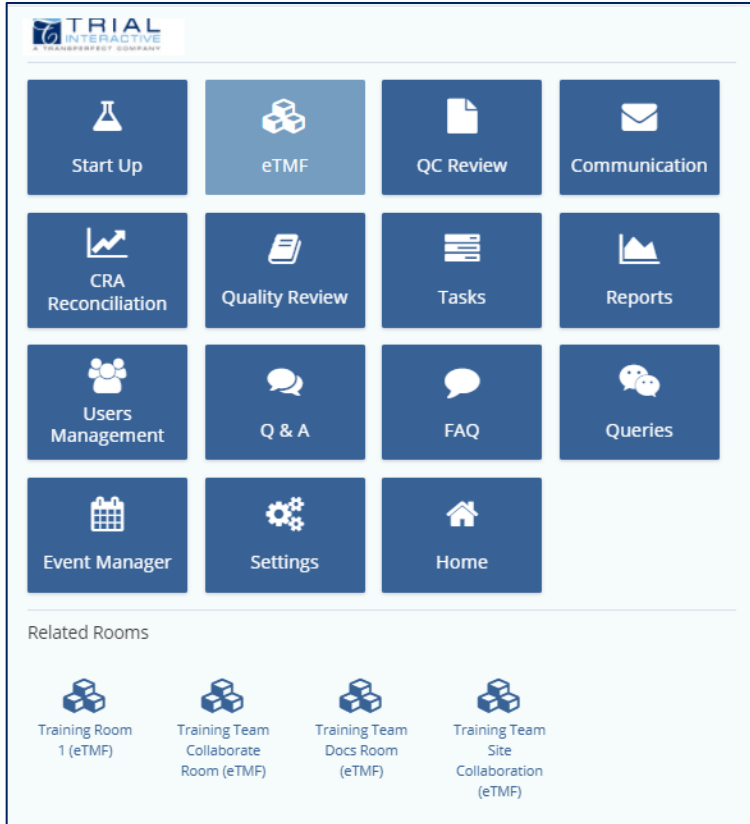 TRIAL
INTERACTIVE
A TRANSPERFECT COMPANY
Start Up
eTMF
QC Review
Communication
CRA
Reconciliation
Quality Review
Tasks
Reports
Users
Management
Q & A
FAQ
Queries
Event Manager
Settings
Home
Related Rooms
Training Room
1 (eTMF)
Training Team
Collaborate
Room (eTMF)
Training Team
Docs Room
(eTMF)
Training Team
Site
Collaboration
(eTMF)